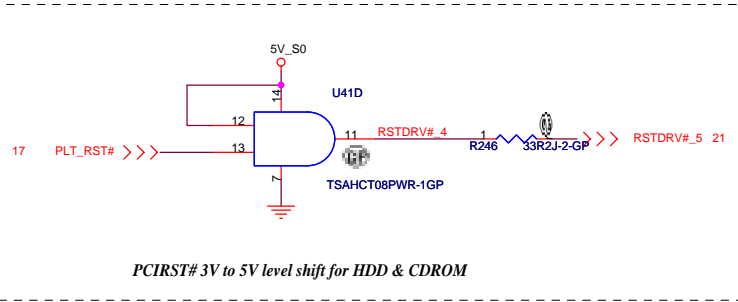 5V_S0
14
U41D
12
11
RSTDRV#_4
1
RSTDRV#_5 21
17 PLT_RST#
13
GP
R246
33R2J-2-GP
7
TSAHCT08PWR-1GP
PCIRST# 3V to 5V level shift for HDD & CDROM